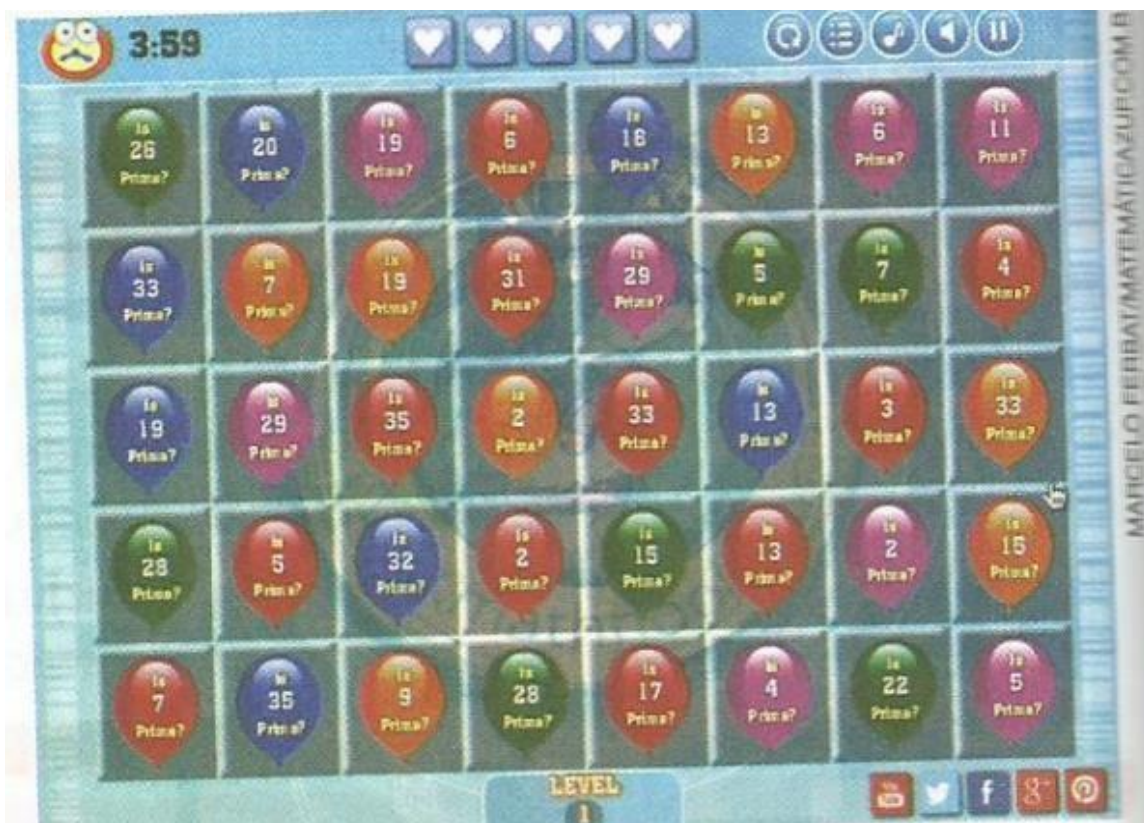 3:59
Is 26 Prime?
Is 20 Prime?
Is 19 Prime?
Is 6 Prime?
Is 18 Prime?
Is 13 Prime?
Is 6 Prime?
Is 11 Prime?
Is 33 Prime?
Is 7 Prime?
Is 19 Prime?
Is 31 Prime?
Is 29 Prime?
Is 5 Prime?
Is 7 Prime?
Is 4 Prime?
Is 19 Prime?
Is 29 Prime?
Is 35 Prime?
Is 2 Prime?
Is 33 Prime?
Is 13 Prime?
Is 3 Prime?
Is 33 Prime?
Is 28 Prime?
Is 5 Prime?
Is 32 Prime?
Is 2 Prime?
Is 15 Prime?
Is 13 Prime?
Is 2 Prime?
Is 15 Prime?
Is 7 Prime?
Is 35 Prime?
Is 9 Prime?
Is 28 Prime?
Is 17 Prime?
Is 4 Prime?
Is 22 Prime?
Is 5 Prime?
LEVEL
1
You
Tube
f
g+
MARCELO FERRAT/MATEMÁTICAZUP.COM.B